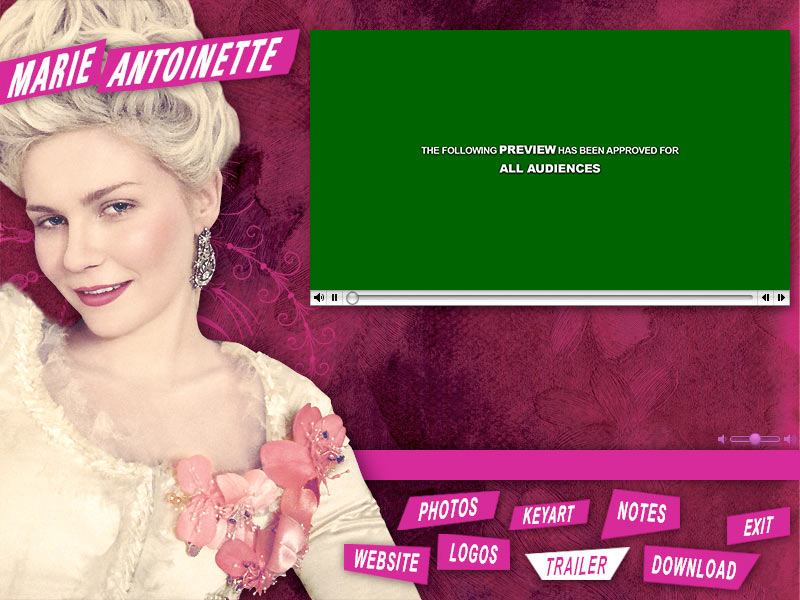 MARIE ANTOINETTE
THE FOLLOWING PREVIEW HAS BEEN APPROVED FOR
ALL AUDIENCES
PHOTOS KEYART NOTES EXIT
WEBSITE LOGOS TRAILER DOWNLOAD